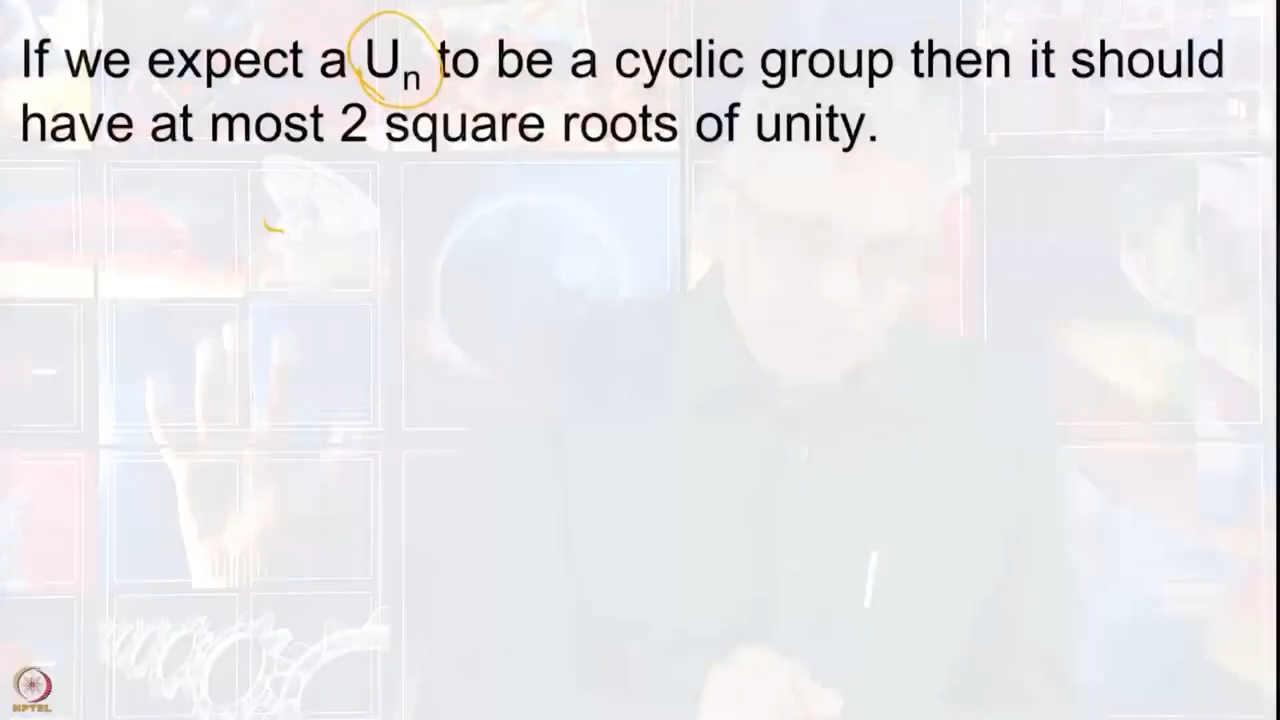 If we expect a Uₙ to be a cyclic group then it should
have at most 2 square roots of unity.
NPTEL